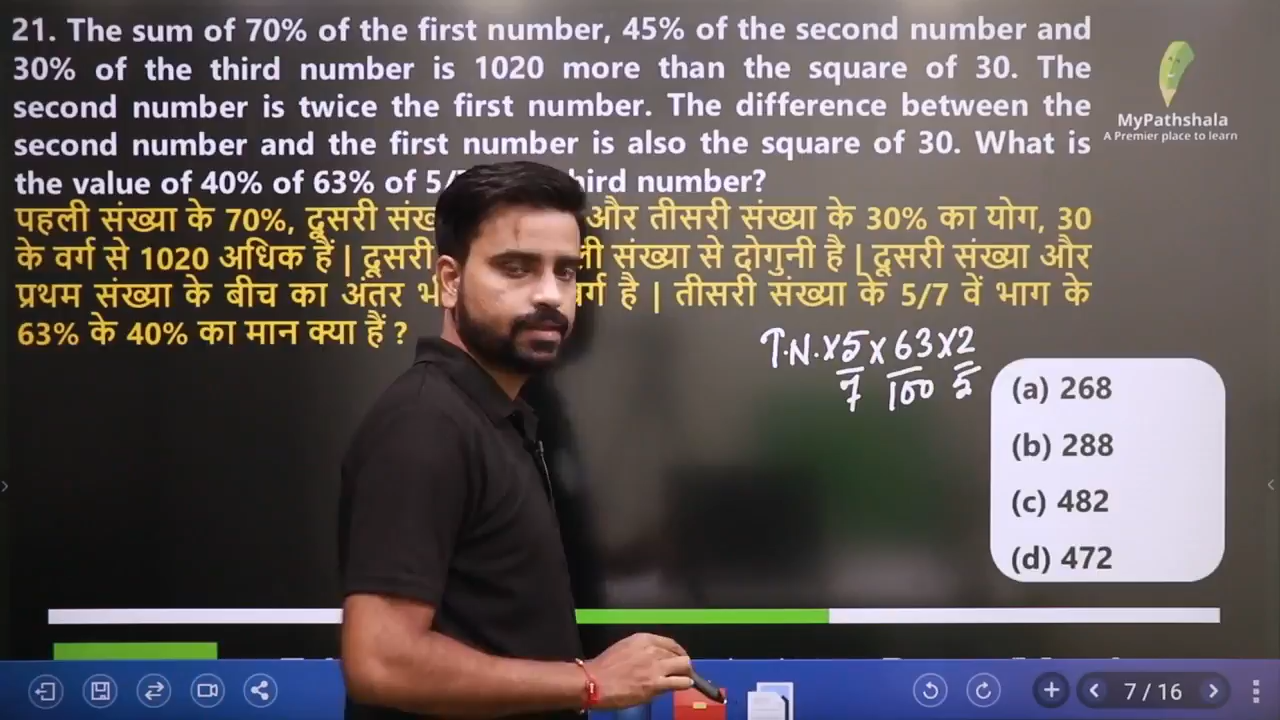 21. The sum of 70% of the first number, 45% of the second number and
30% of the third number is 1020 more than the square of 30. The
second number is twice the first number. The difference between the
second number and the first number is also the square of 30. What is
the value of 40% of 63% of number?
MyPathshala
A Premier place to learn
पहली संख्या के 70%, दूसरी और तीसरी संख्या के 30% का योग, 30
के वर्ग से 1020 अधिक हैं | दूसरी संख्या से दोगुनी है | दूसरी संख्या और
प्रथम संख्या के बीच का अंतर है | तीसरी संख्या के 5/7 वें भाग के
63% के 40% का मान क्या हैं ?
T.N. × 5/7 × 63/100 × 2/5
(a) 268
(b) 288
(c) 482
(d) 472
7 / 16